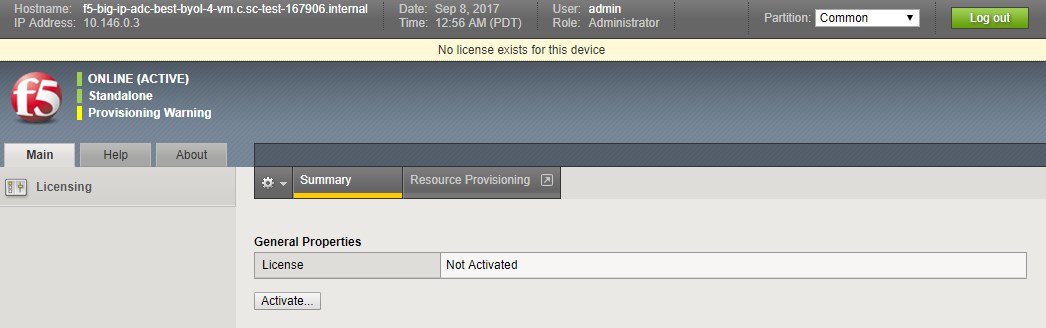 Hostname: f5-big-ip-adc-best-byol-4-vm.c.sc-test-167906.internal Date: Sep 8, 2017 User: admin
IP Address: 10.146.0.3 Time: 12:56 AM (PDT) Role: Administrator
Partition: Common Log out
No license exists for this device
f5
ONLINE (ACTIVE)
Standalone
Provisioning Warning
Main Help About
Licensing
Summary Resource Provisioning
General Properties
License Not Activated
Activate...